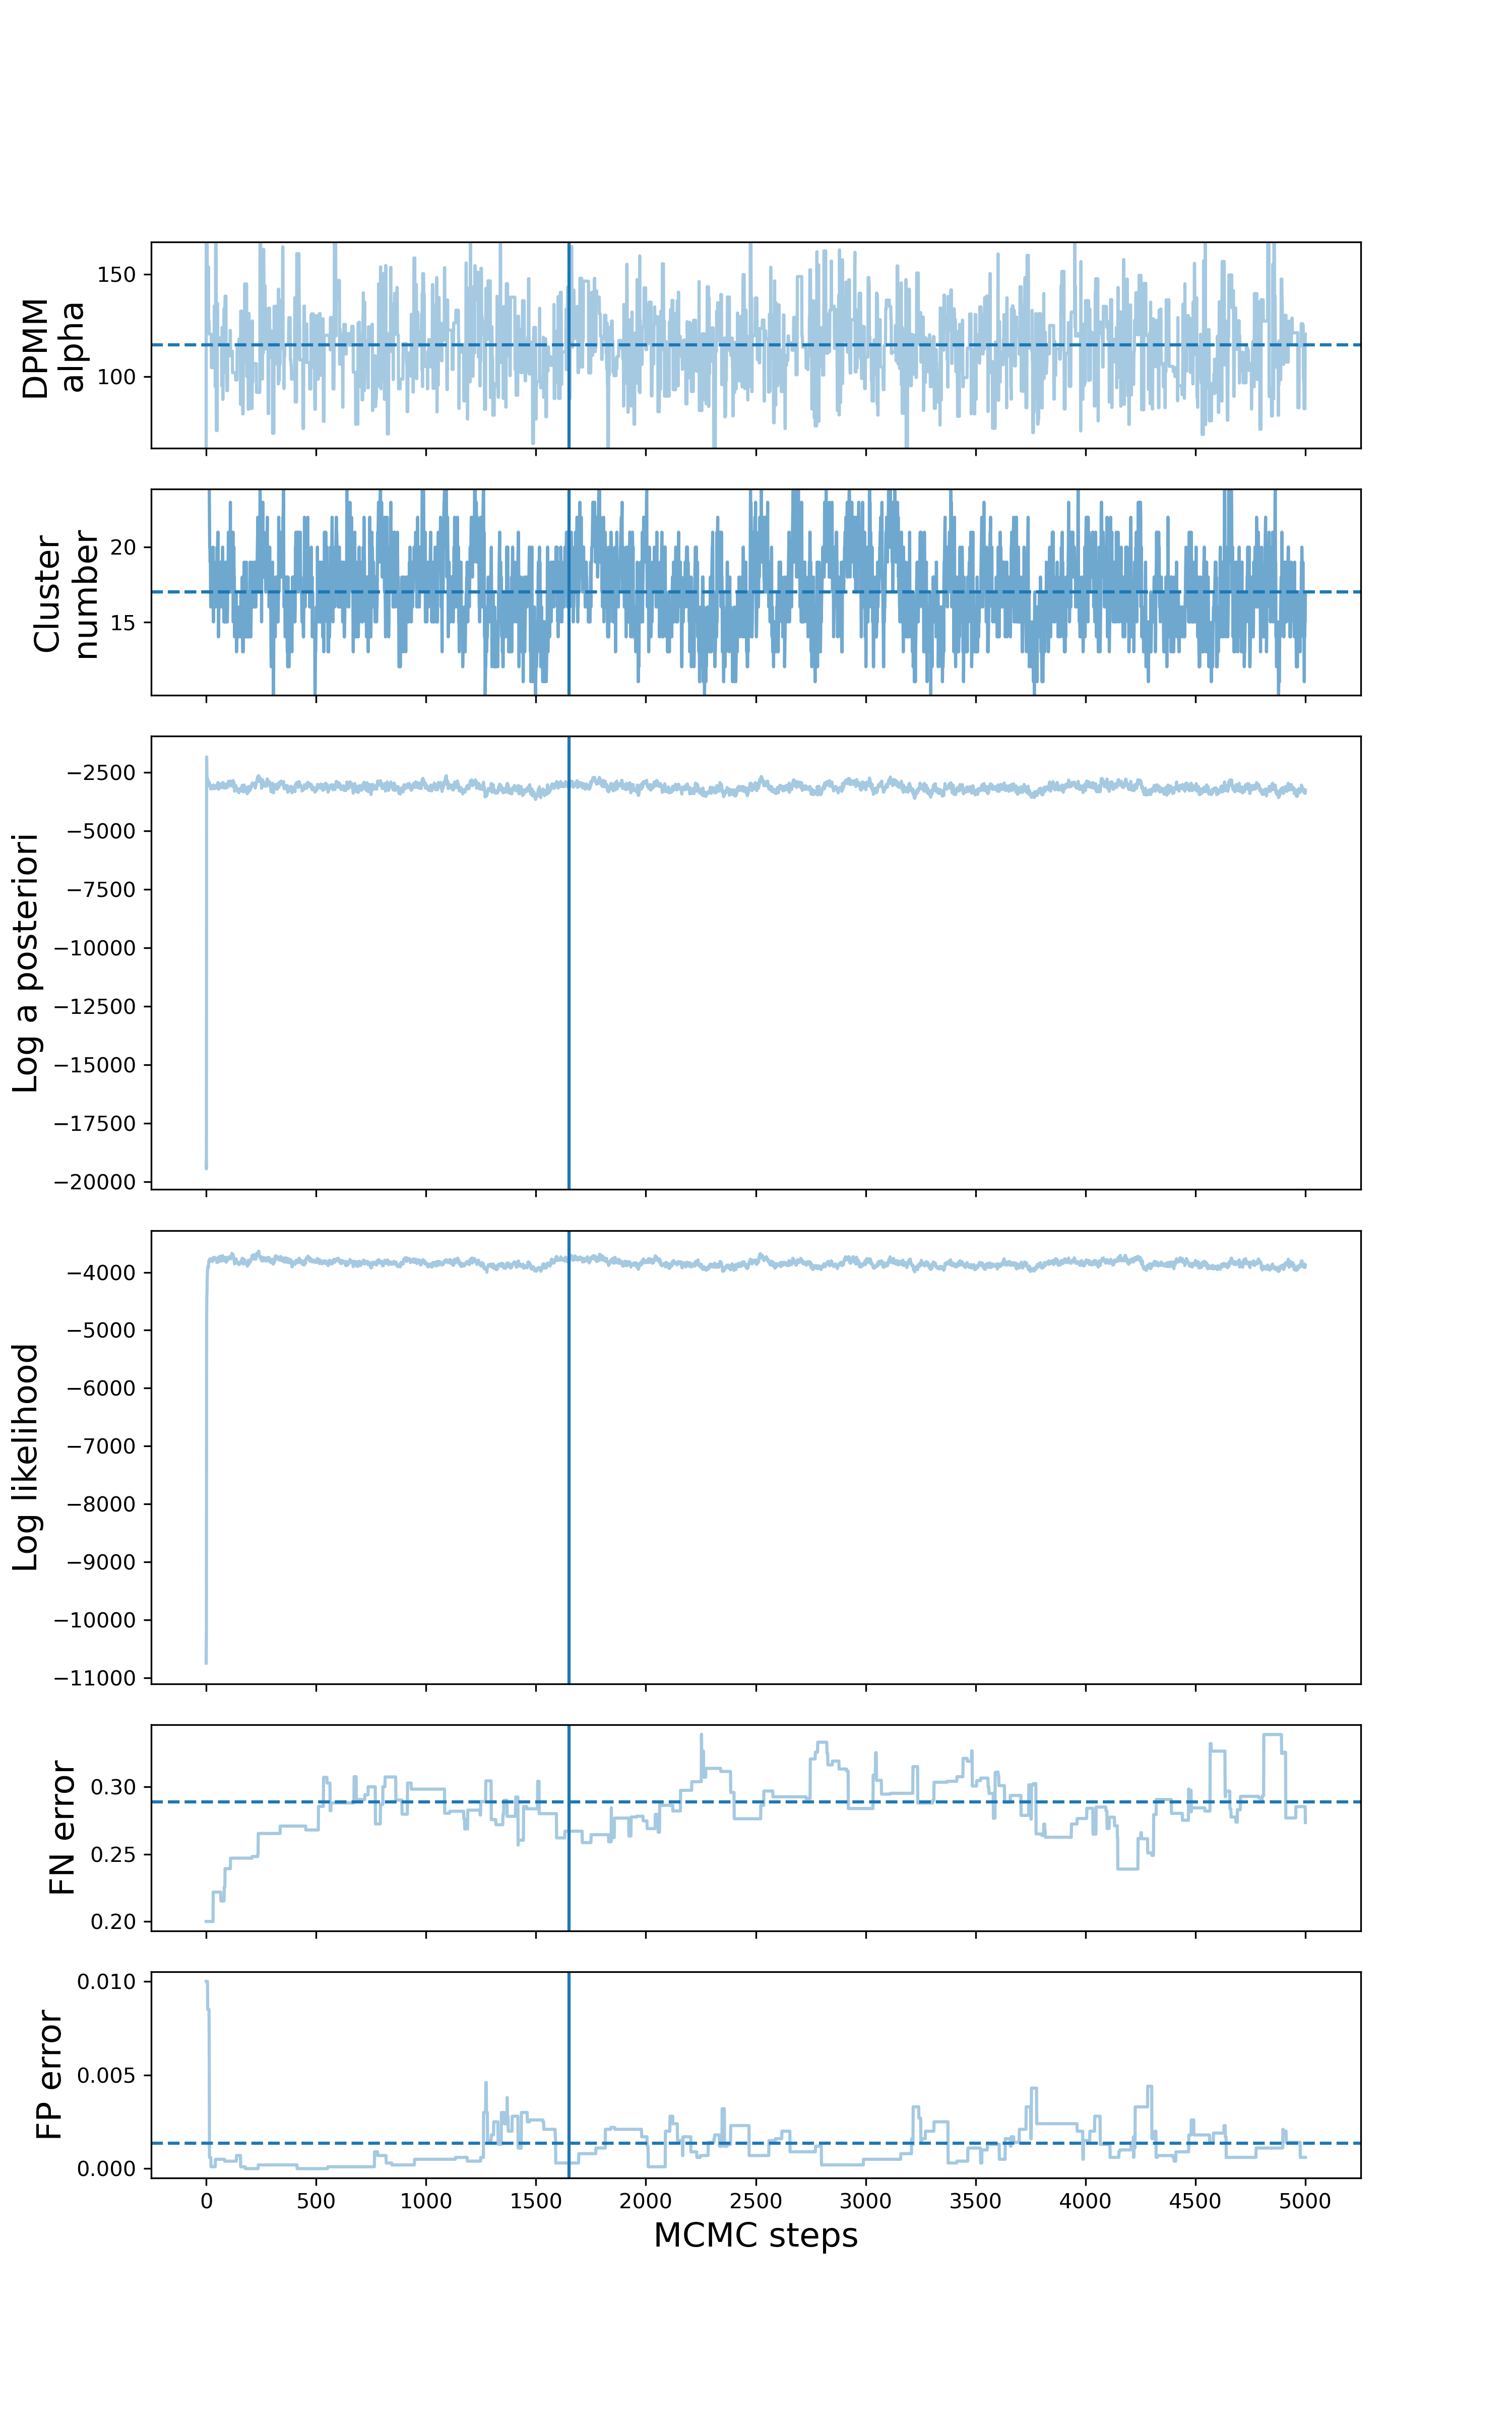 DPMM
alpha
150
100
Cluster
number
20
15
Log a posteriori
−2500
−5000
−7500
−10000
−12500
−15000
−17500
−20000
Log likelihood
−4000
−5000
−6000
−7000
−8000
−9000
−10000
−11000
FN error
0.30
0.25
0.20
FP error
0.010
0.005
0.000
0 500 1000 1500 2000 2500 3000 3500 4000 4500 5000
MCMC steps